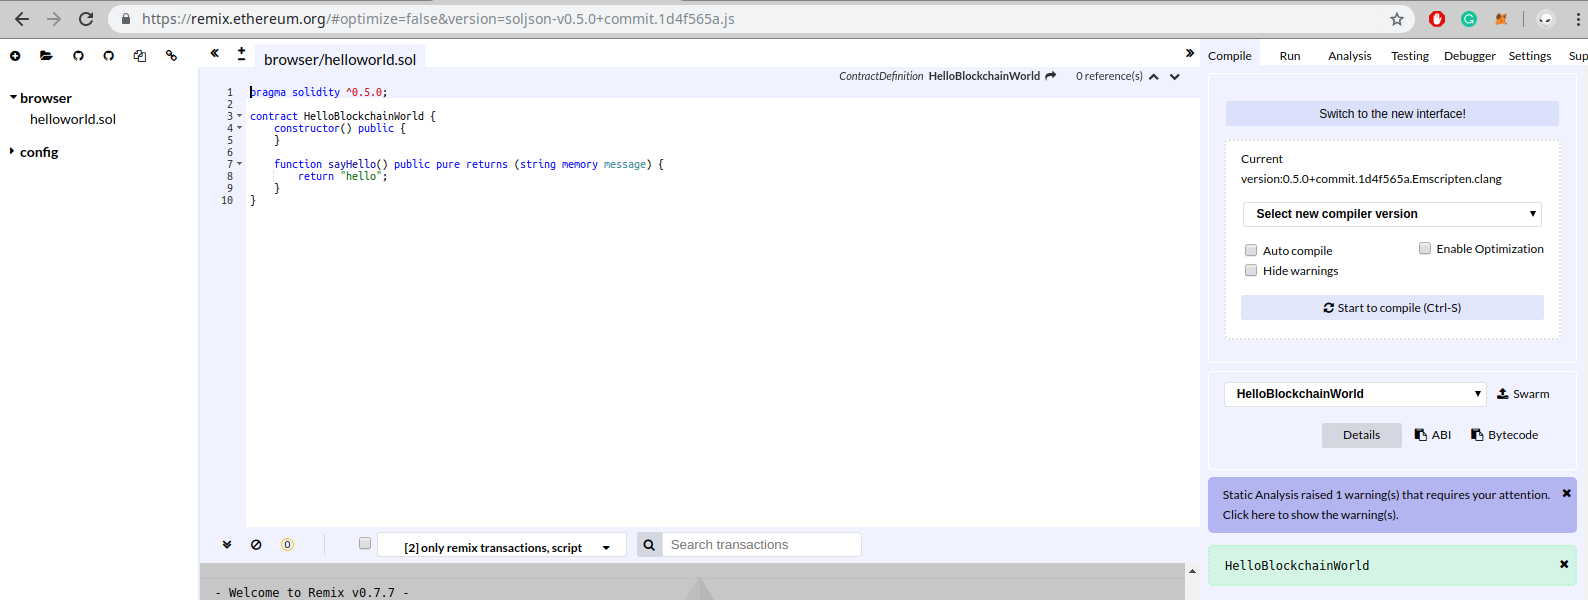 https://remix.ethereum.org/#optimize=false&version=soljson-v0.5.0+commit.1d4f565a.js
browser
helloworld.sol
config
browser/helloworld.sol
ContractDefinition HelloBlockchainWorld 0 reference(s)
1 pragma solidity ^0.5.0;
2
3 contract HelloBlockchainWorld {
4 constructor() public {
5 }
6
7 function sayHello() public pure returns (string memory message) {
8 return "hello";
9 }
10 }
0
[2] only remix transactions, script
Search transactions
- Welcome to Remix v0.7.7 -
Compile Run Analysis Testing Debugger Settings Sup
Switch to the new interface!
Current
version:0.5.0+commit.1d4f565a.Emscripten.clang
Select new compiler version
Auto compile Enable Optimization
Hide warnings
Start to compile (Ctrl-S)
HelloBlockchainWorld Swarm
Details ABI Bytecode
Static Analysis raised 1 warning(s) that requires your attention.
Click here to show the warning(s).
HelloBlockchainWorld